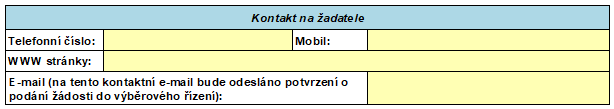 Kontakt na žadatele
Telefonní číslo: Mobil:
WWW stránky:
E-mail (na tento kontaktní e-mail bude odesláno potvrzení o
podání žádosti do výběrového řízení):